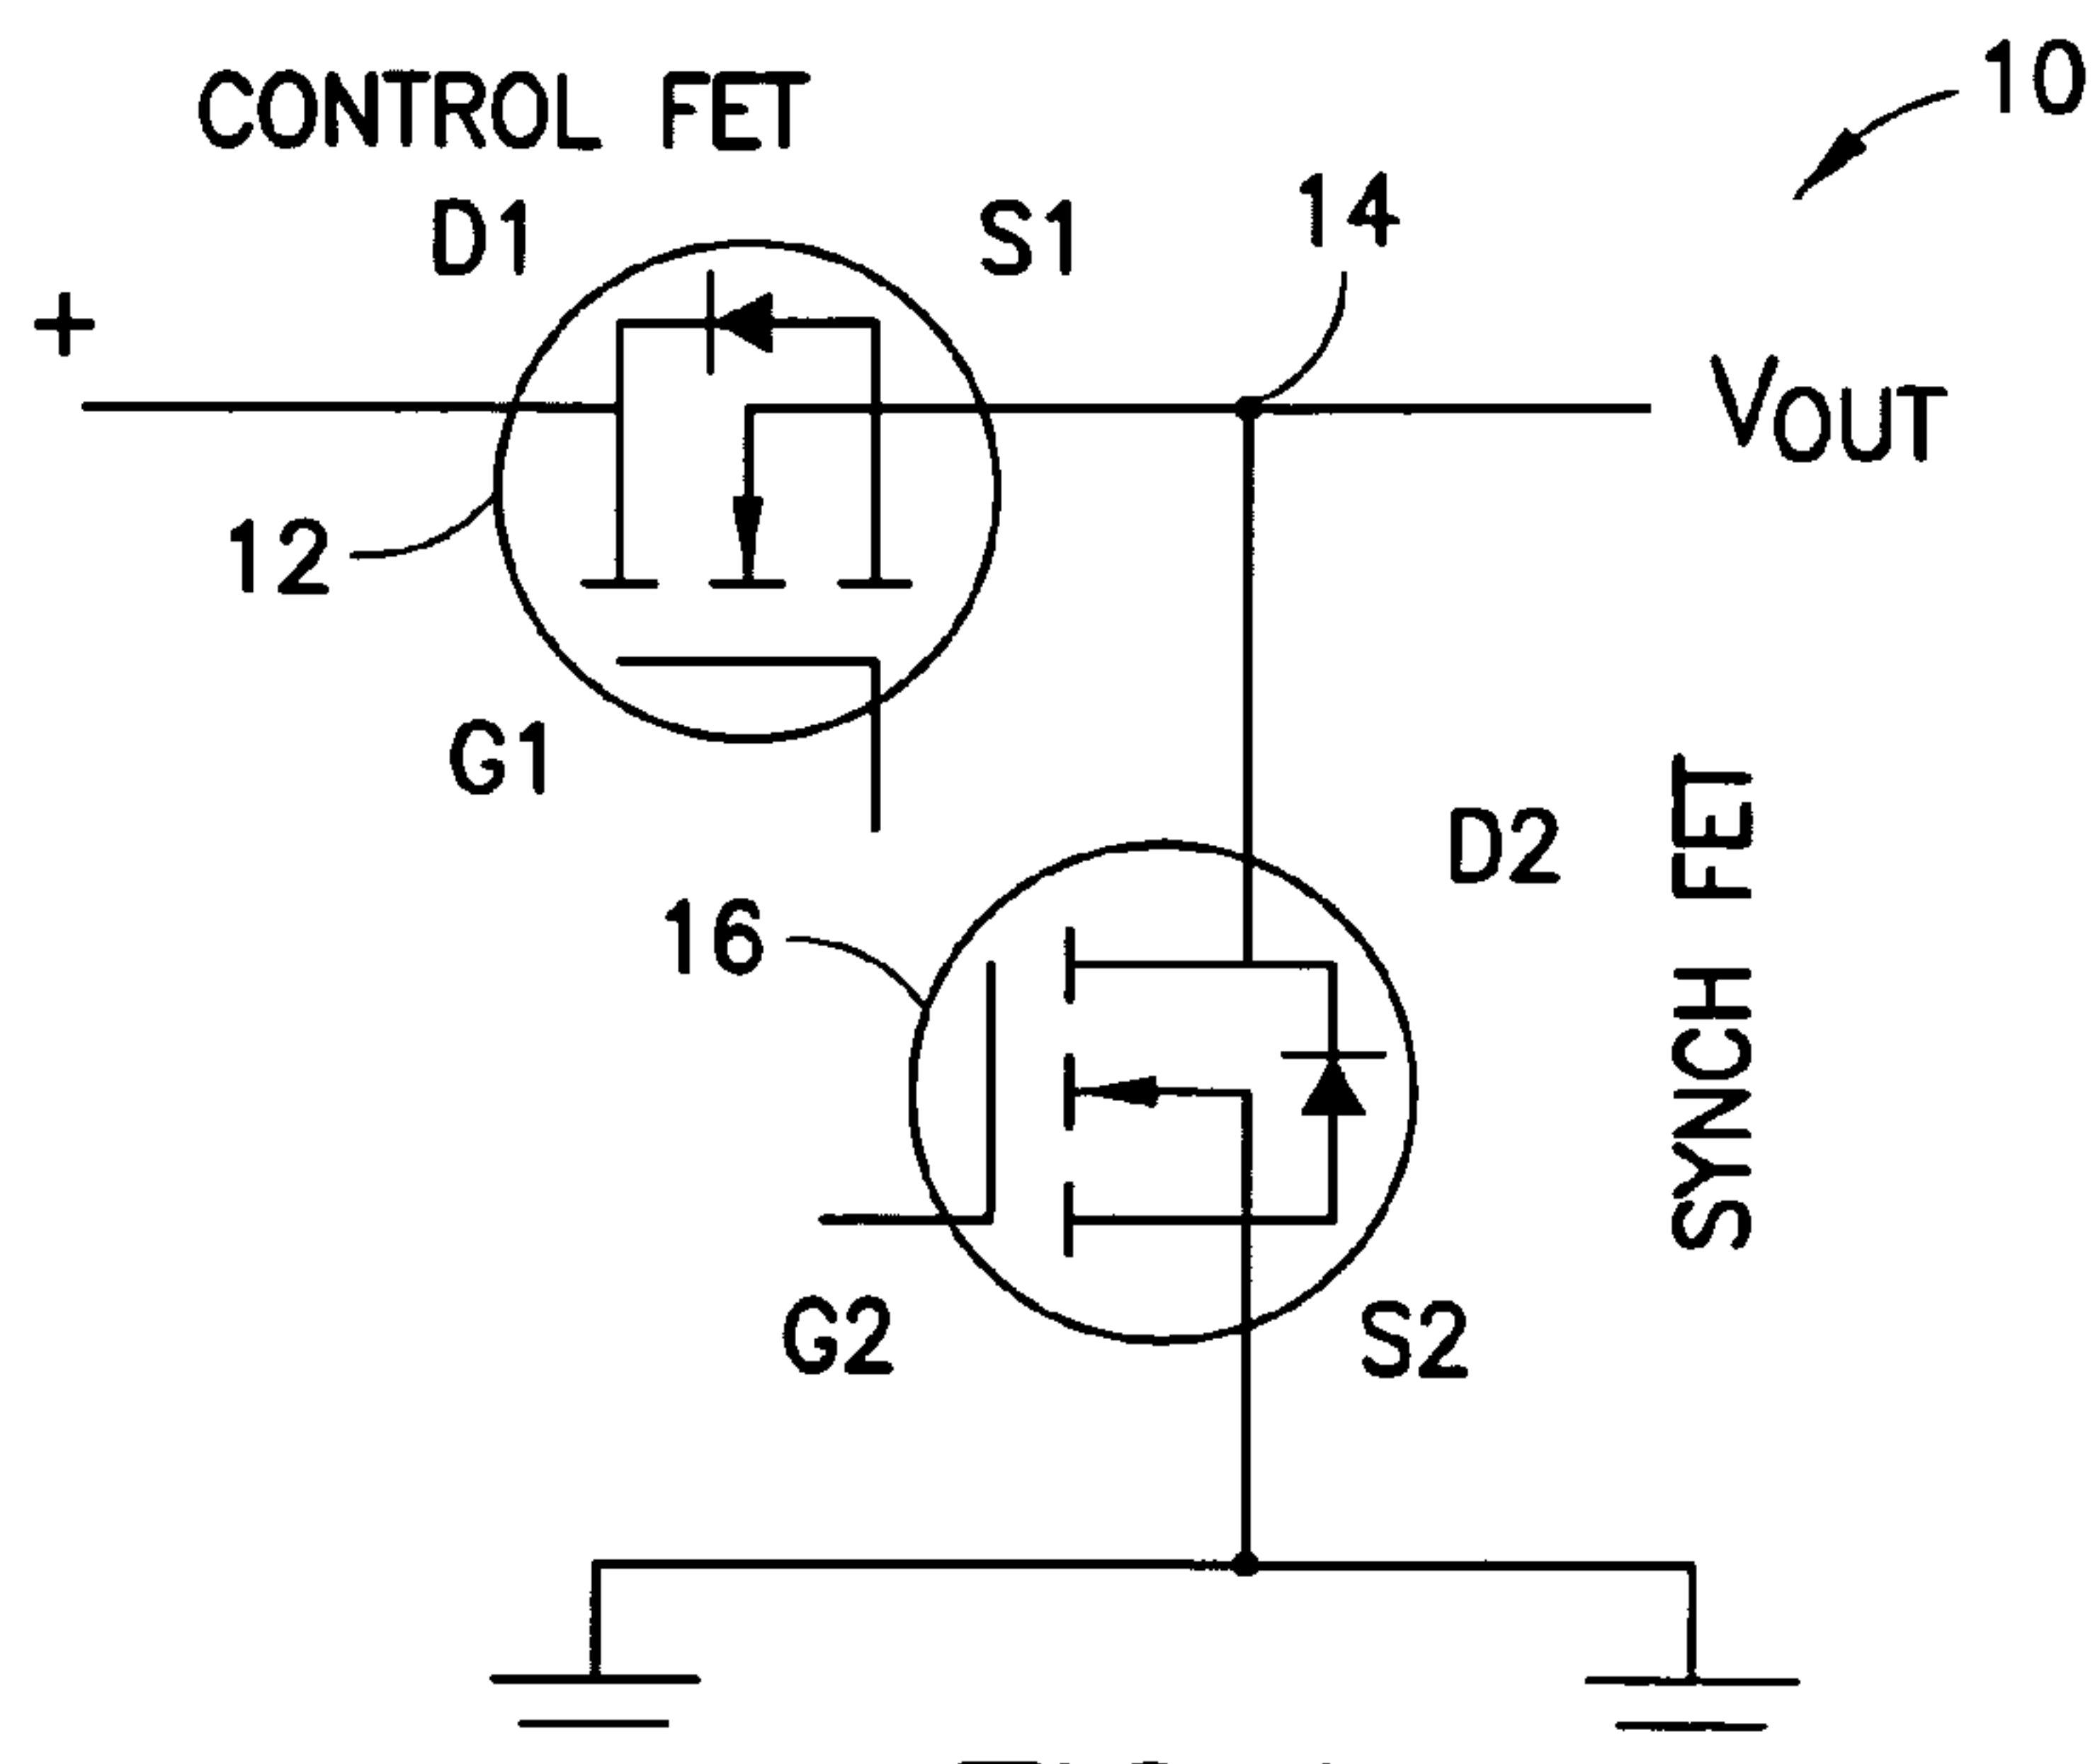 CONTROL FET
10
D1
S1
14
+
VOUT
12
G1
D2
SYNCH FET
16
G2
S2